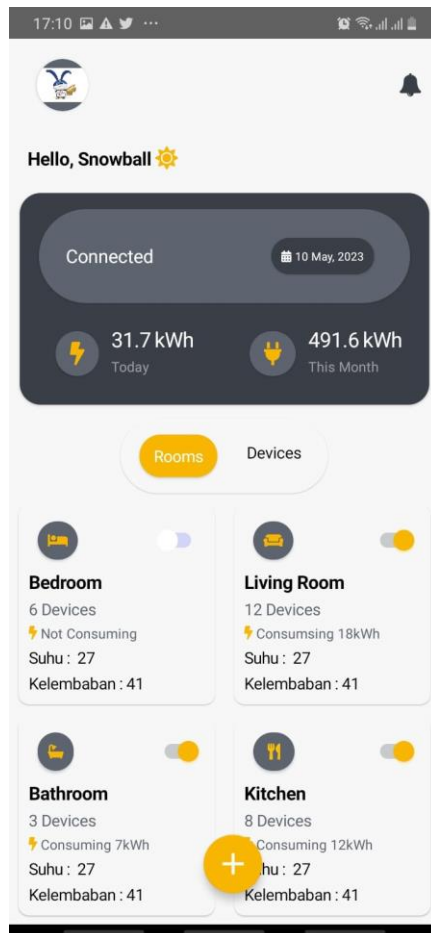 17:10
Hello, Snowball
Connected
10 May, 2023
31.7 kWh
Today
491.6 kWh
This Month
Rooms
Devices
Bedroom
6 Devices
Not Consuming
Suhu : 27
Kelembaban : 41
Living Room
12 Devices
Consumsing 18kWh
Suhu : 27
Kelembaban : 41
Bathroom
3 Devices
Consuming 7kWh
Suhu : 27
Kelembaban : 41
Kitchen
8 Devices
Consuming 12kWh
hu : 27
Kelembaban : 41